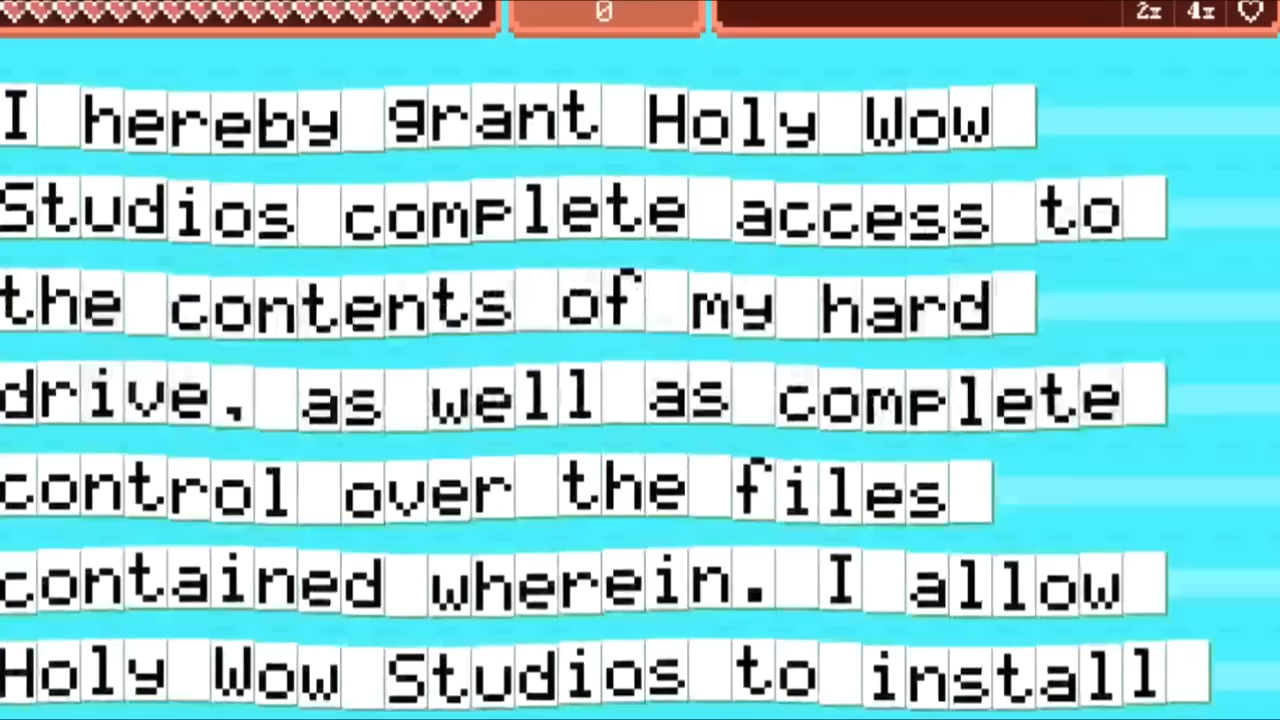 0 2x 4x
I hereby grant Holy Wow
Studios complete access to
the contents of my hard
drive, as well as complete
control over the files
contained wherein. I allow
Holy Wow Studios to install